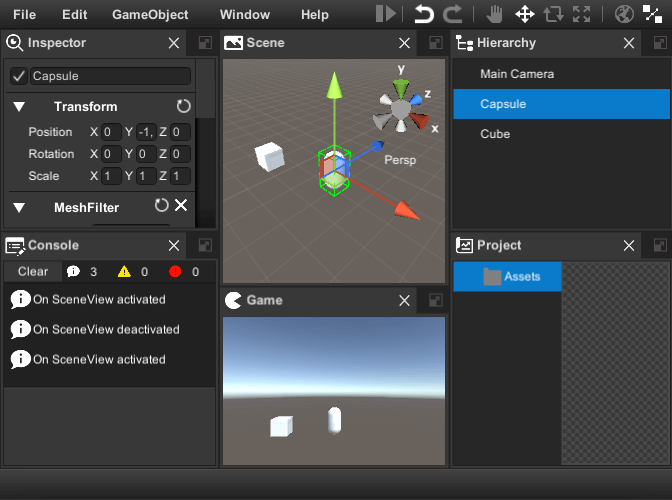 File Edit GameObject Window Help
Inspector
Capsule
Transform
Position X 0 Y -1, Z 0
Rotation X 0 Y 0 Z 0
Scale X 1 Y 1 Z 1
MeshFilter
Console
Clear 3 0 0
On SceneView activated
On SceneView deactivated
On SceneView activated
Scene
y
z
x
Persp
Game
Hierarchy
Main Camera
Capsule
Cube
Project
Assets